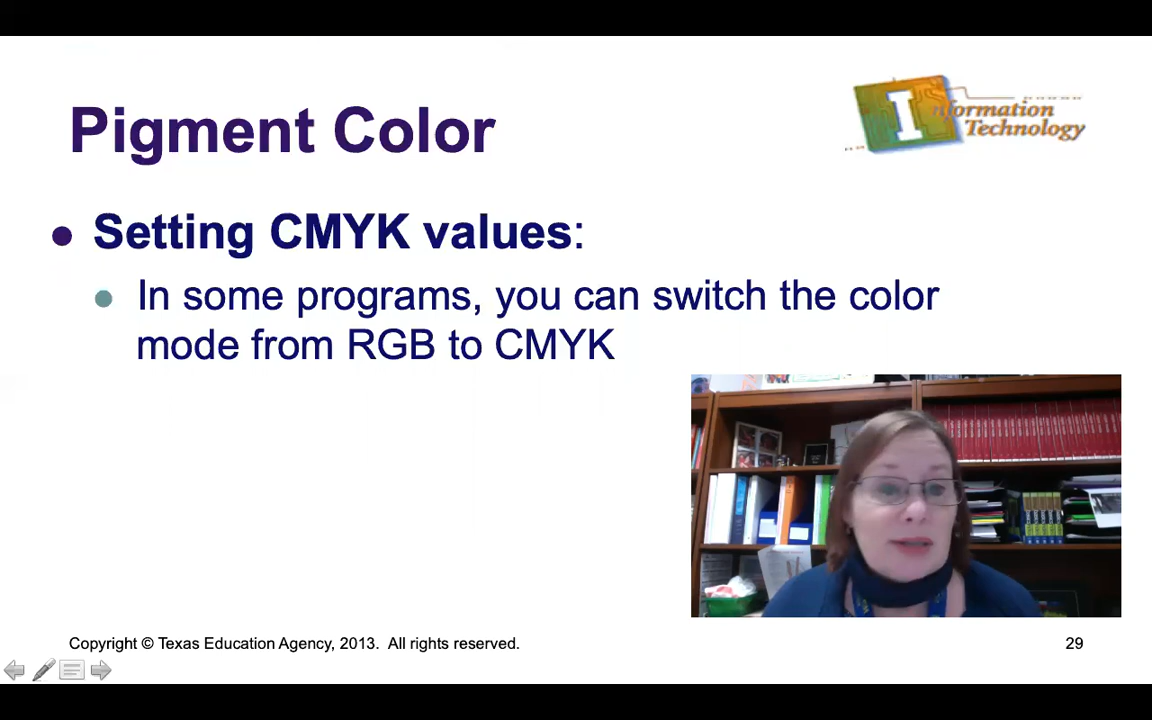 Pigment Color
Information
Technology
Setting CMYK values:
In some programs, you can switch the color
mode from RGB to CMYK
Copyright © Texas Education Agency, 2013. All rights reserved.
29